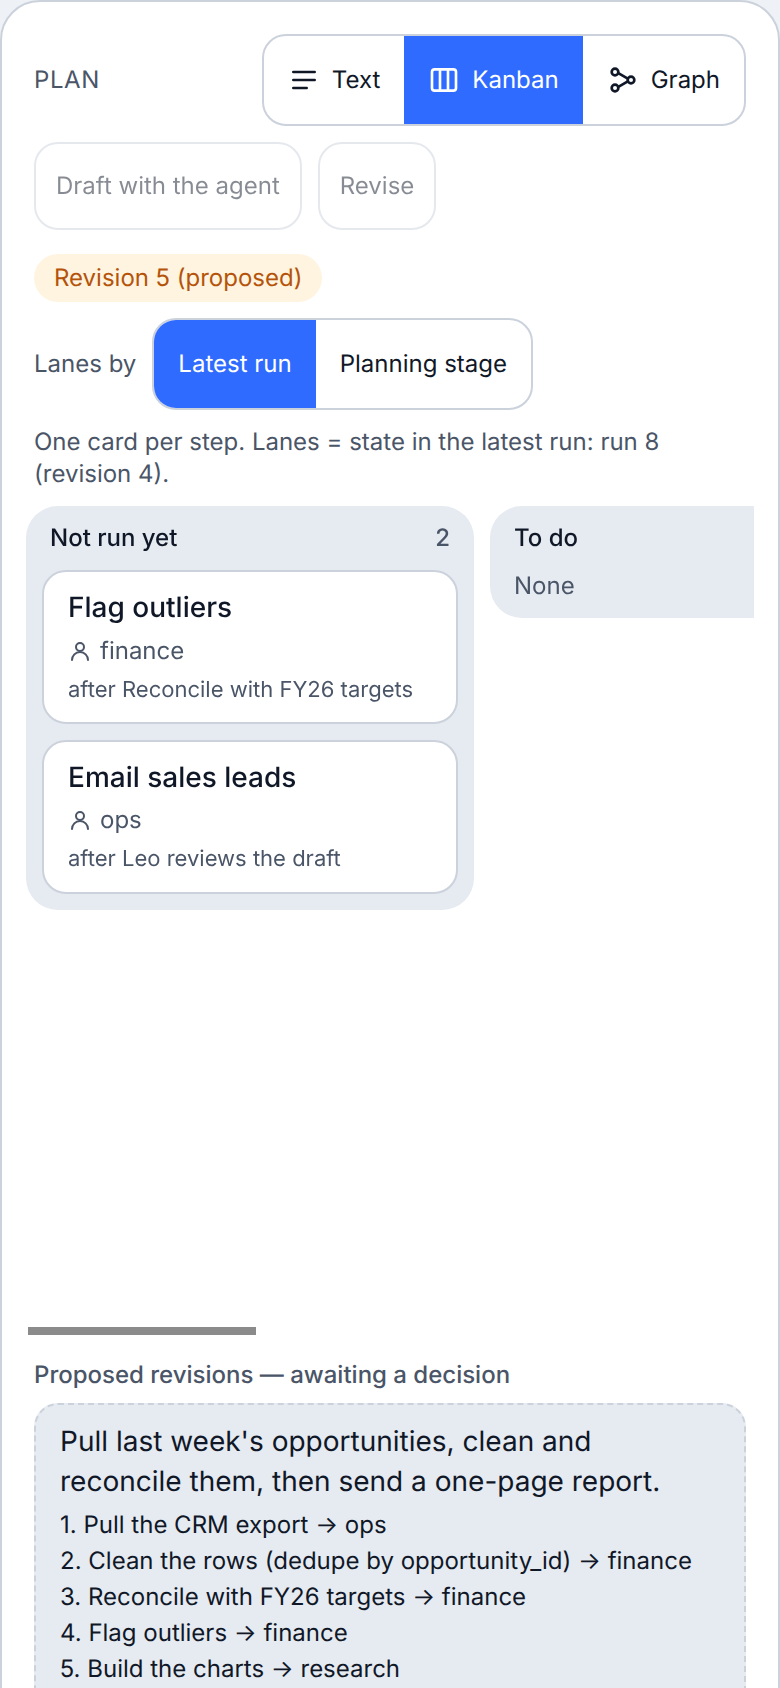 PLAN
Text
Kanban
Graph
Draft with the agent
Revise
Revision 5 (proposed)
Lanes by
Latest run
Planning stage
One card per step. Lanes = state in the latest run: run 8
(revision 4).
Not run yet
2
Flag outliers
finance
after Reconcile with FY26 targets
Email sales leads
ops
after Leo reviews the draft
To do
None
Proposed revisions — awaiting a decision
Pull last week's opportunities, clean and
reconcile them, then send a one-page report.
1. Pull the CRM export → ops
2. Clean the rows (dedupe by opportunity_id) → finance
3. Reconcile with FY26 targets → finance
4. Flag outliers → finance
5. Build the charts → research